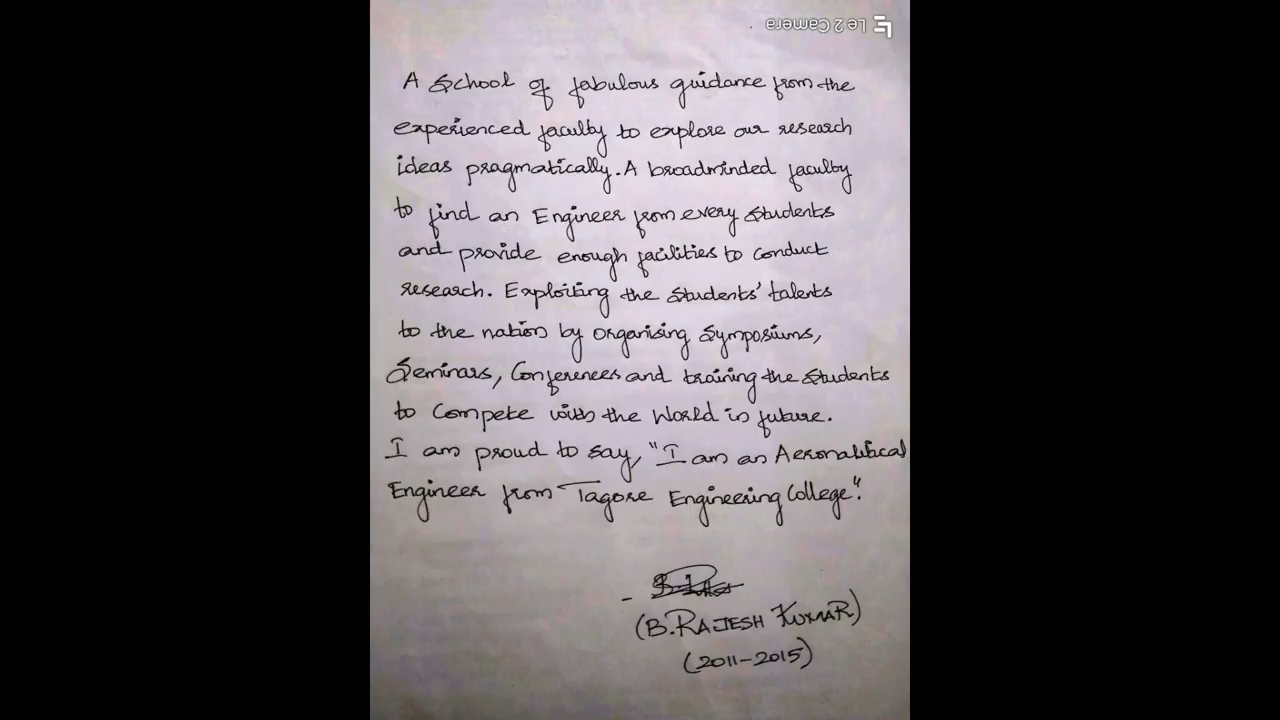 Le 2 Camera
A School of fabulous guidance from the
experienced faculty to explore our research
ideas pragmatically. A broadminded faculty
to find an Engineer from every students
and provide enough facilities to conduct
research. Exploiting the students' talents
to the nation by organising Symposiums,
Seminars, Conferences and training the students
to compete with the World in future.
I am proud to say, "I am an Aeronautical
Engineer from Tagore Engineering College".
(B. RAJESH KUMAR)
(2011-2015)